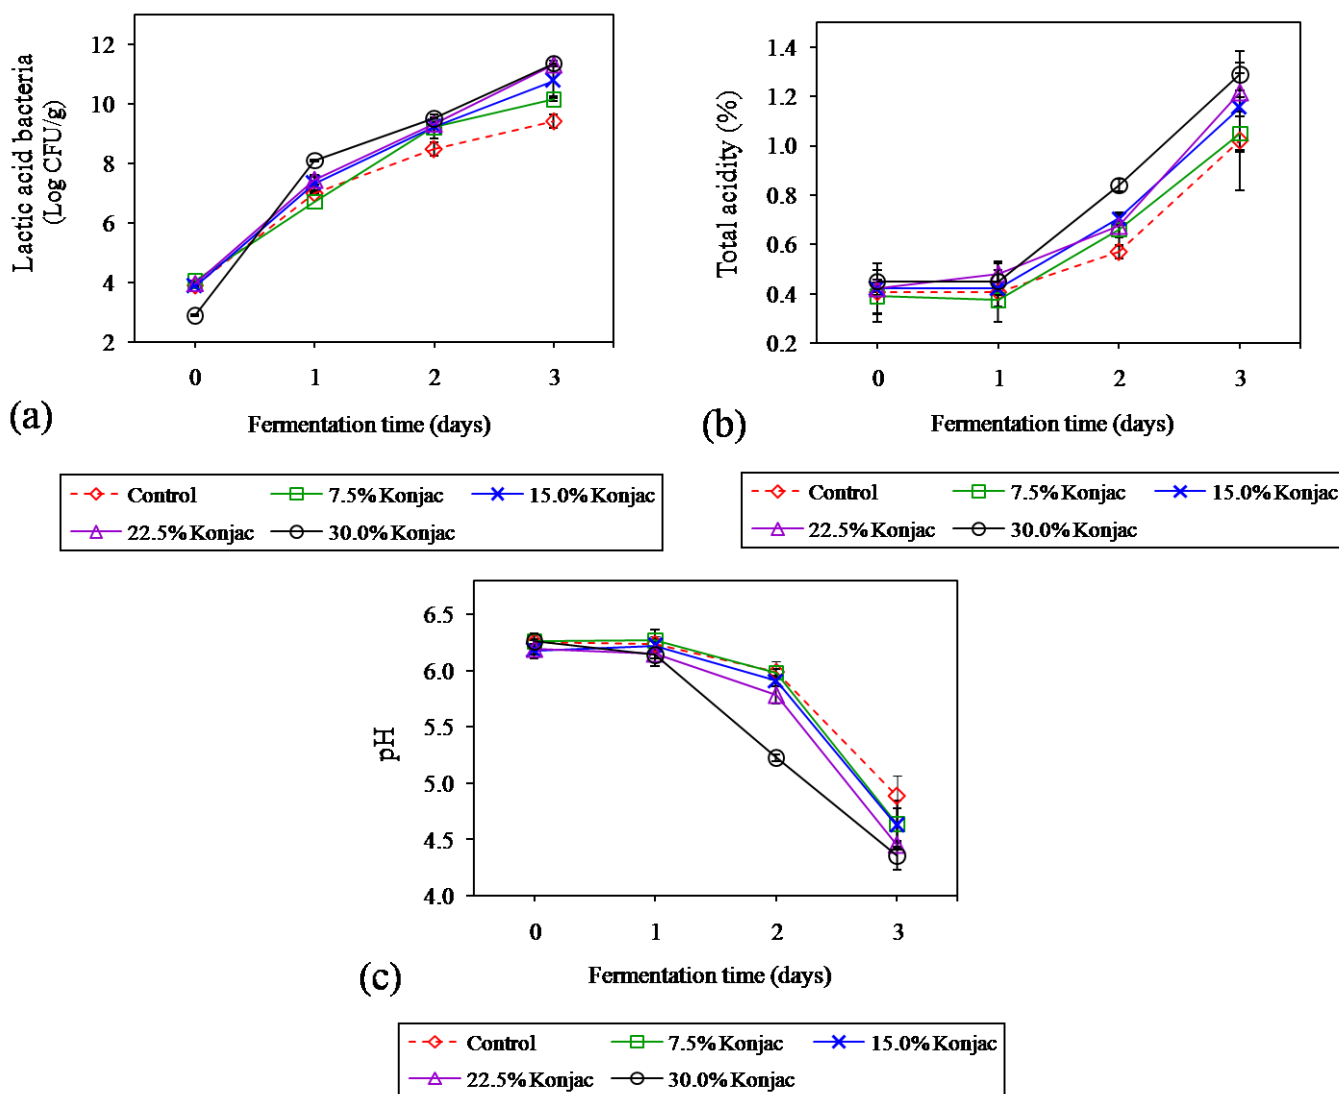 Lactic acid bacteria
(Log CFU/g)
12
10
8
6
4
2
0 1 2 3
Fermentation time (days)
(a)
Control 7.5% Konjac 15.0% Konjac
22.5% Konjac 30.0% Konjac
Total acidity (%)
1.4
1.2
1.0
0.8
0.6
0.4
0.2
0 1 2 3
Fermentation time (days)
(b)
Control 7.5% Konjac 15.0% Konjac
22.5% Konjac 30.0% Konjac
pH
6.5
6.0
5.5
5.0
4.5
4.0
0 1 2 3
Fermentation time (days)
(c)
Control 7.5% Konjac 15.0% Konjac
22.5% Konjac 30.0% Konjac